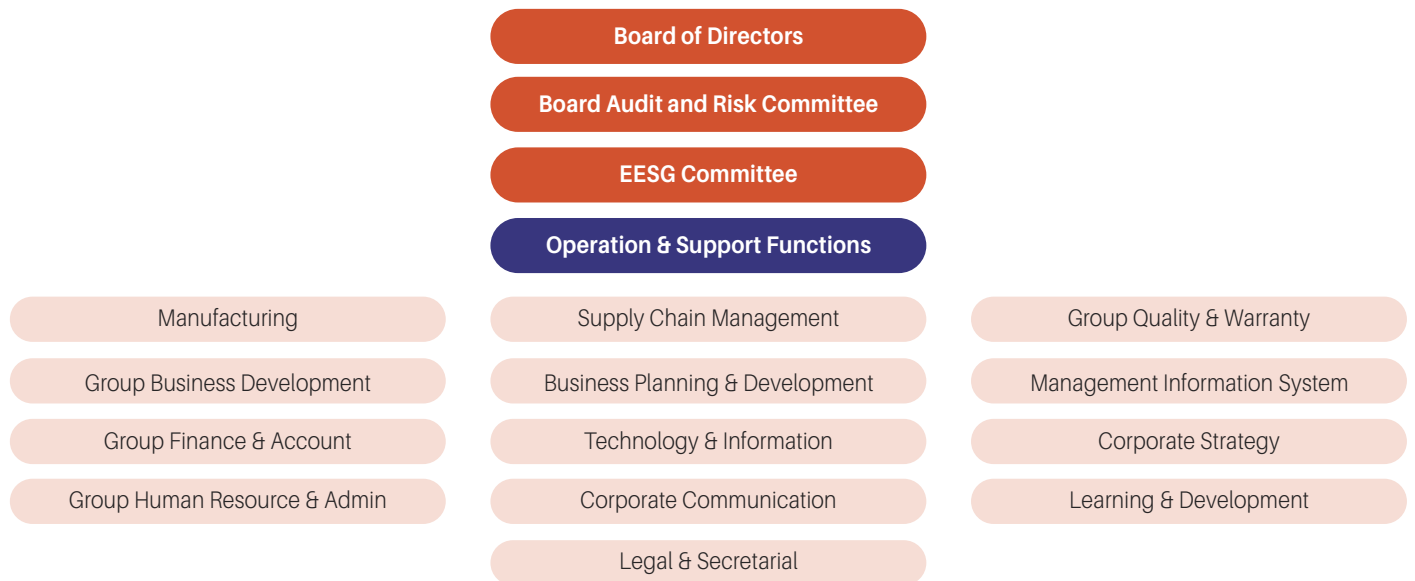 Board of Directors
Board Audit and Risk Committee
EESG Committee
Operation & Support Functions
Manufacturing
Supply Chain Management
Group Quality & Warranty
Group Business Development
Business Planning & Development
Management Information System
Group Finance & Account
Technology & Information
Corporate Strategy
Group Human Resource & Admin
Corporate Communication
Learning & Development
Legal & Secretarial